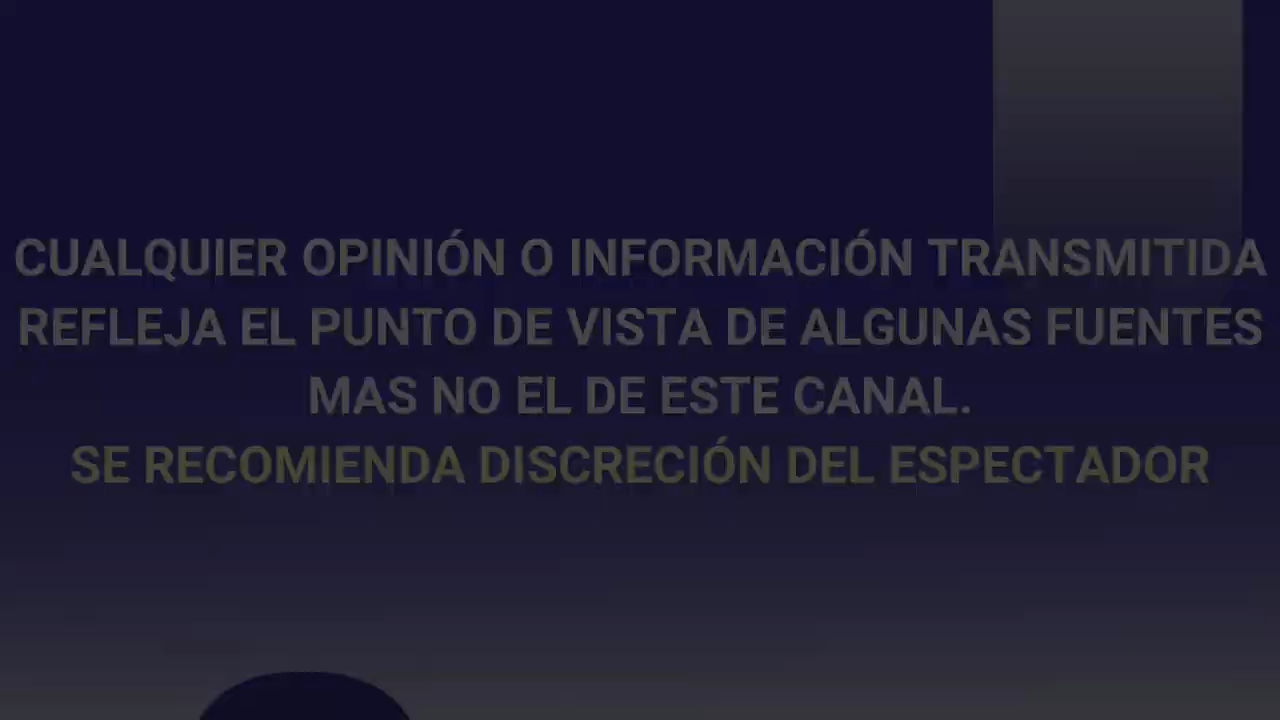 CUALQUIER OPINIÓN O INFORMACIÓN TRANSMITIDA
REFLEJA EL PUNTO DE VISTA DE ALGUNAS FUENTES
MAS NO EL DE ESTE CANAL.
SE RECOMIENDA DISCRECIÓN DEL ESPECTADOR